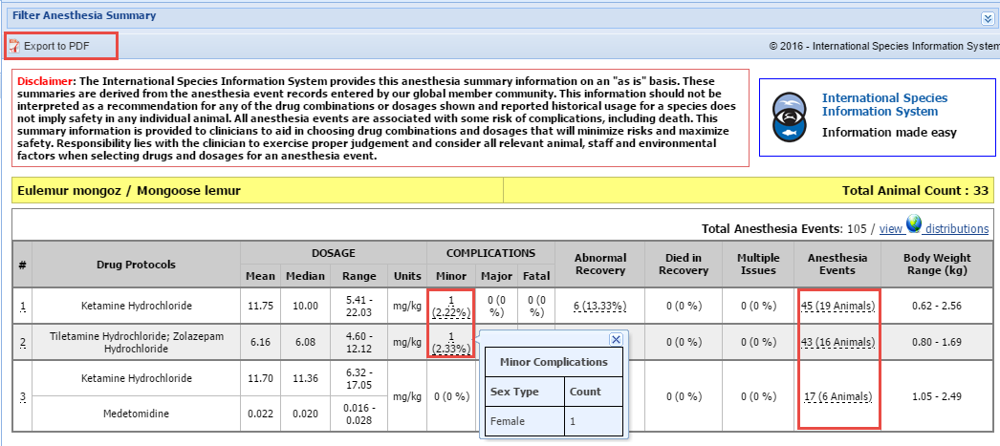 Filter Anesthesia Summary
Export to PDF
© 2016 - International Species Information System
Disclaimer: The International Species Information System provides this anesthesia summary information on an "as is" basis. These
summaries are derived from the anesthesia event records entered by our global member community. This information should not be
interpreted as a recommendation for any of the drug combinations or dosages shown and reported historical usage for a species does
not imply safety in any individual animal. All anesthesia events are associated with some risk of complications, including death. This
summary information is provided to clinicians to aid in choosing drug combinations and dosages that will minimize risks and maximize
safety. Responsibility lies with the clinician to exercise proper judgement and consider all relevant animal, staff and environmental
factors when selecting drugs and dosages for an anesthesia event.
International Species
Information System
Information made easy
Eulemur mongoz / Mongoose lemur Total Animal Count : 33
Total Anesthesia Events: 105 / view distributions
# Drug Protocols DOSAGE COMPLICATIONS Abnormal Recovery Died in Recovery Multiple Issues Anesthesia Events Body Weight Range (kg)
Mean Median Range Units Minor Major Fatal
1 Ketamine Hydrochloride 11.75 10.00 5.41 - 22.03 mg/kg 1 (2.22%) 0 (0 %) 0 (0 %) 6 (13.33%) 0 (0 %) 0 (0 %) 45 (19 Animals) 0.62 - 2.56
2 Tiletamine Hydrochloride; Zolazepam Hydrochloride 6.16 6.08 4.60 - 12.12 mg/kg 1 (2.33%) 0 (0 %) 0 (0 %) 43 (16 Animals) 0.80 - 1.69
3 Ketamine Hydrochloride 11.70 11.36 6.32 - 17.05 mg/kg 0 (0 %) 0 (0 %) 0 (0 %) 17 (6 Animals) 1.05 - 2.49
Medetomidine 0.022 0.020 0.016 - 0.028
Minor Complications
Sex Type Count
Female 1